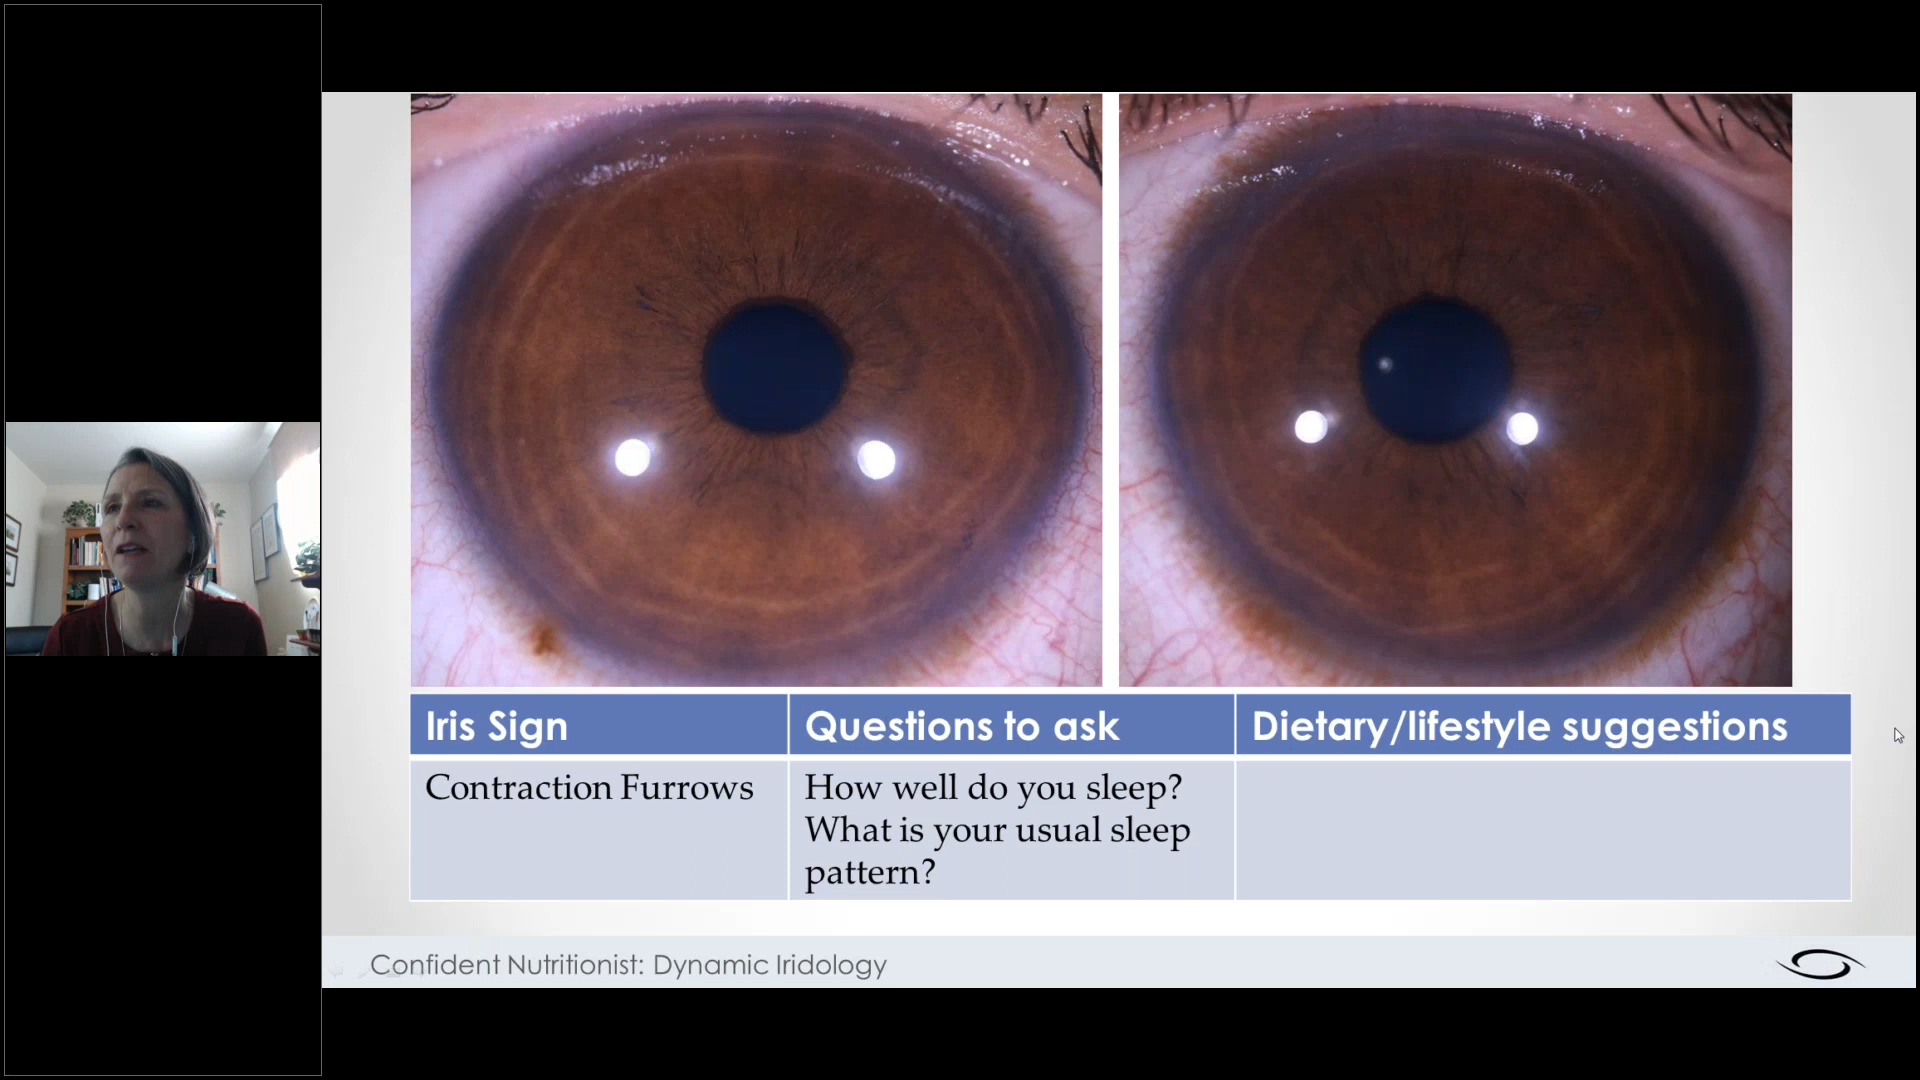 Iris Sign
Questions to ask
Dietary/lifestyle suggestions
Contraction Furrows
How well do you sleep?
What is your usual sleep
pattern?
Confident Nutritionist: Dynamic Iridology